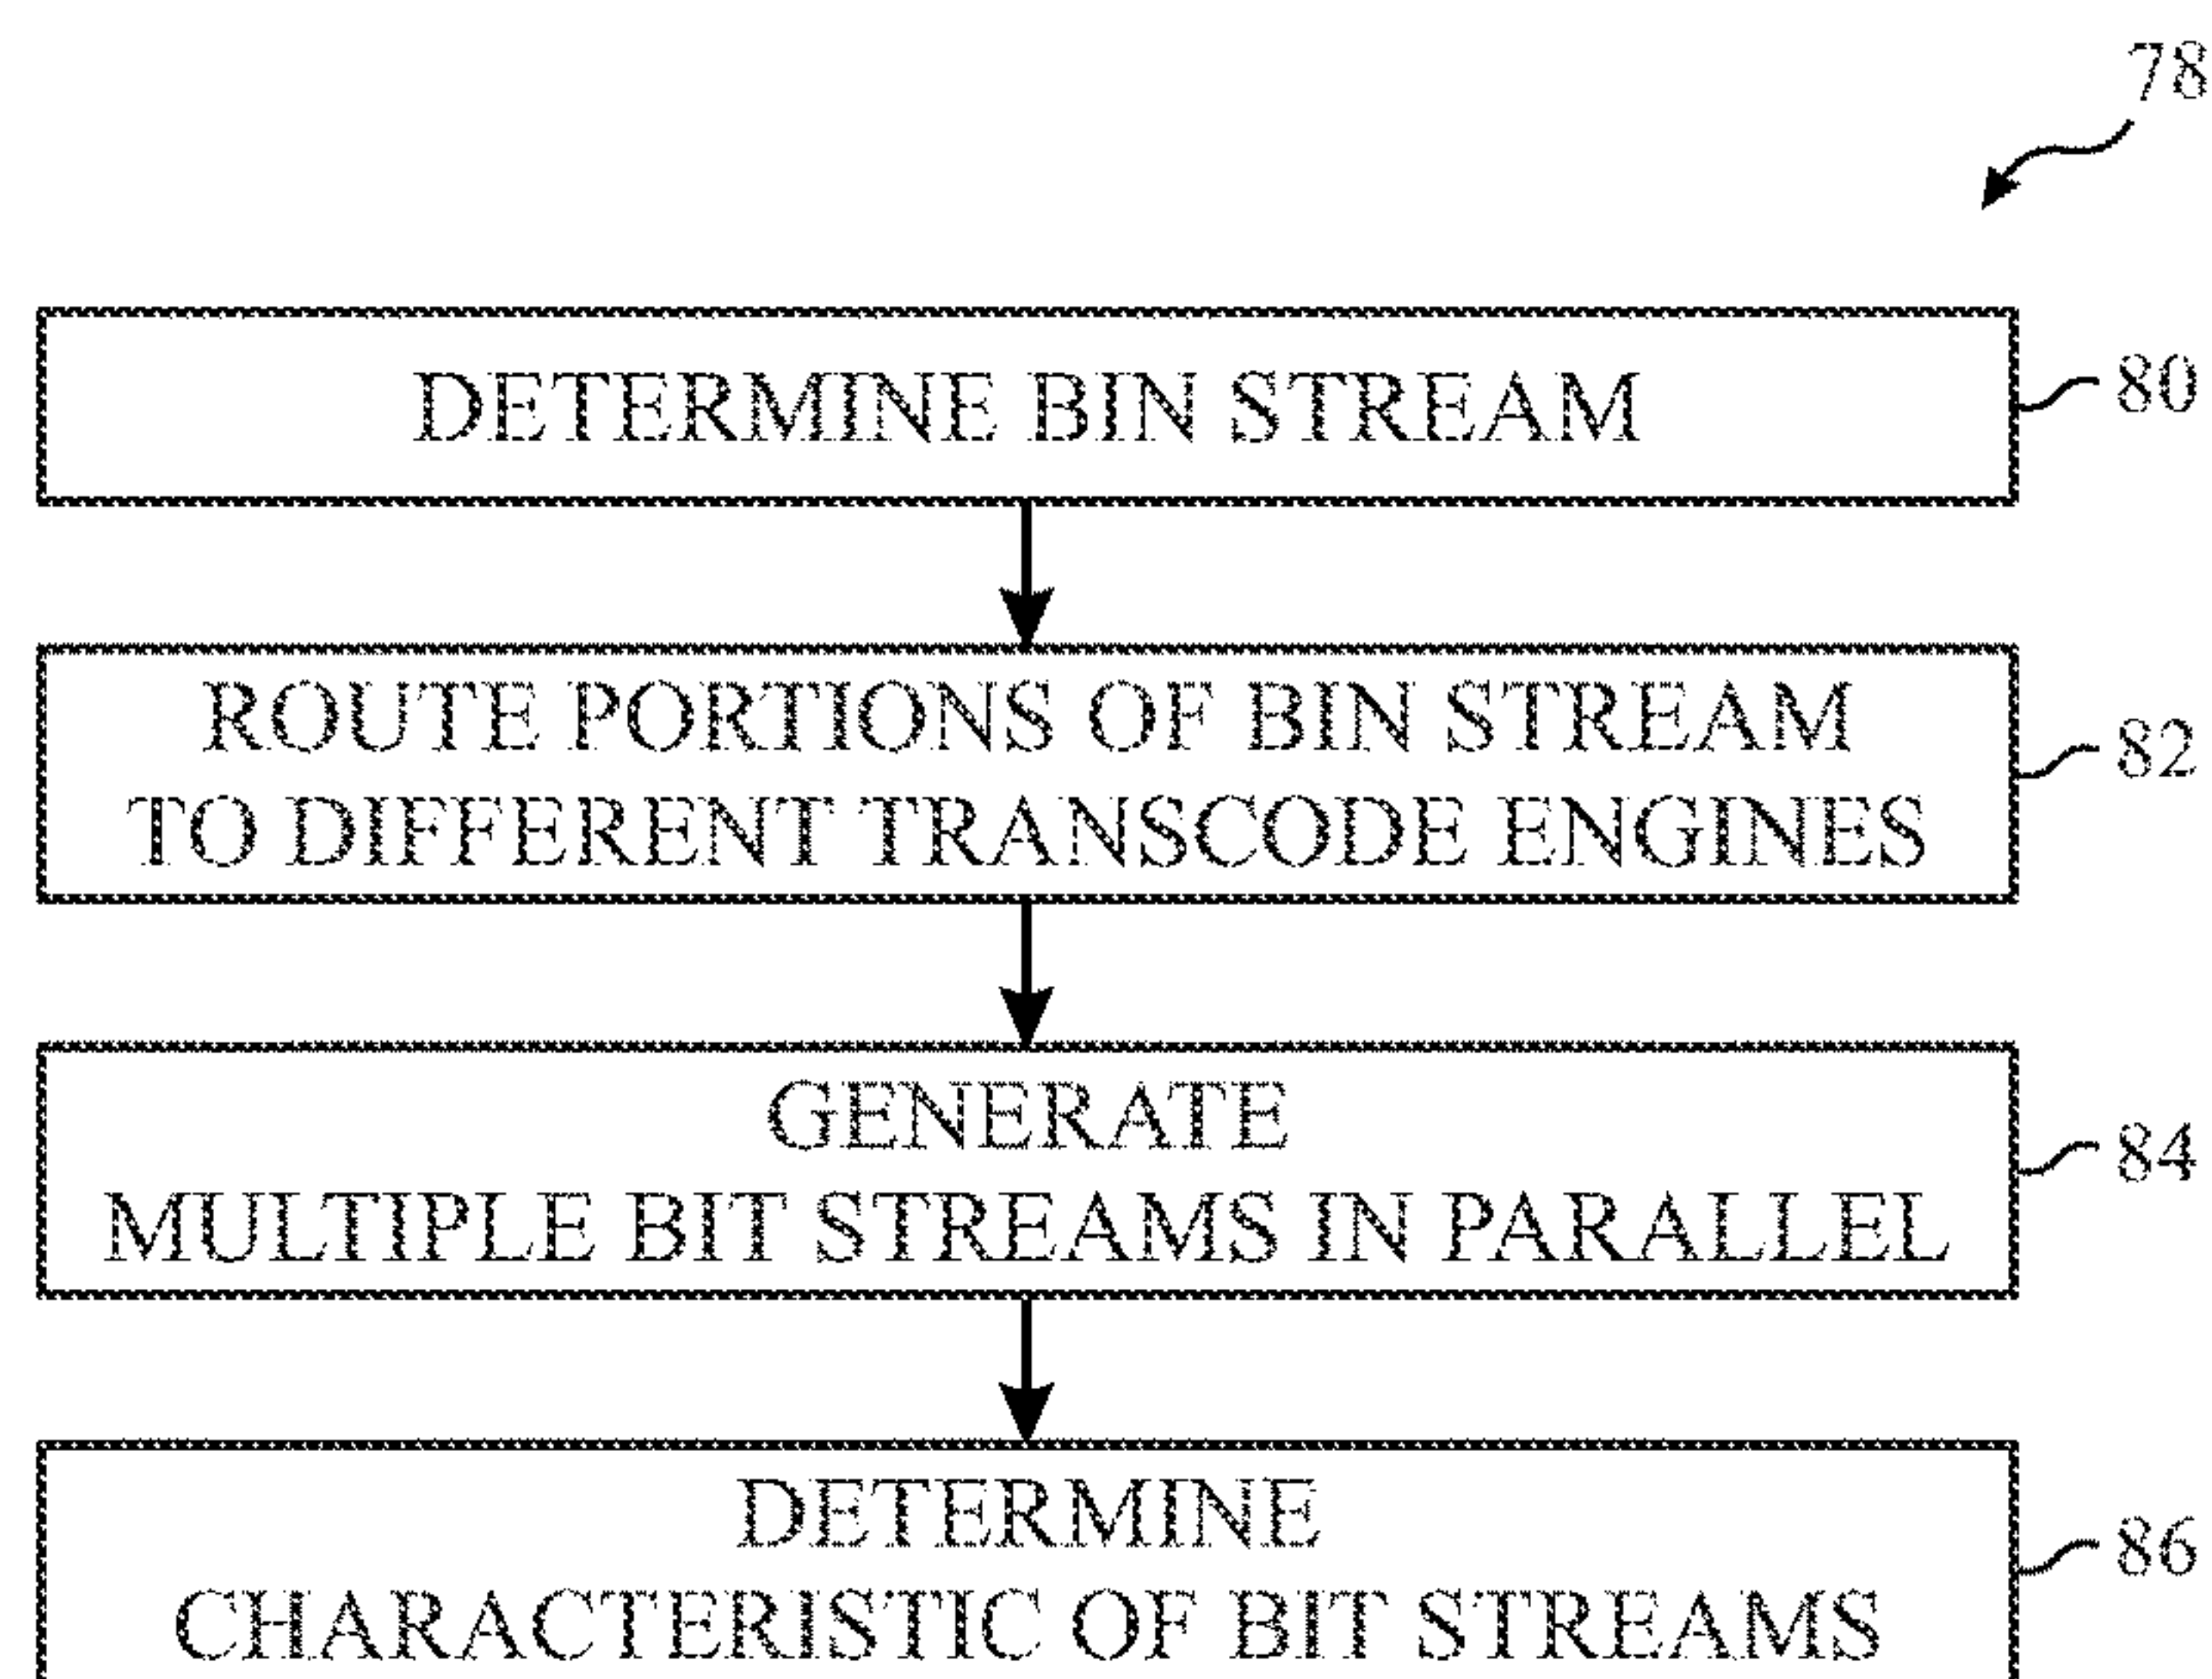 78
DETERMINE BIN STREAM
80
ROUTE PORTIONS OF BIN STREAM
TO DIFFERENT TRANSCODE ENGINES
82
GENERATE
MULTIPLE BIT STREAMS IN PARALLEL
84
DETERMINE
CHARACTERISTIC OF BIT STREAMS
86